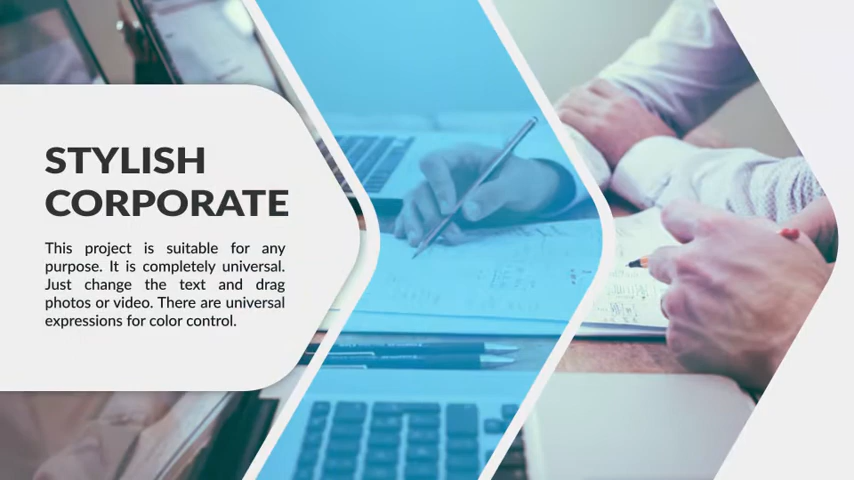 STYLISH
CORPORATE
This project is suitable for any
purpose. It is completely universal.
Just change the text and drag
photos or video. There are universal
expressions for color control.